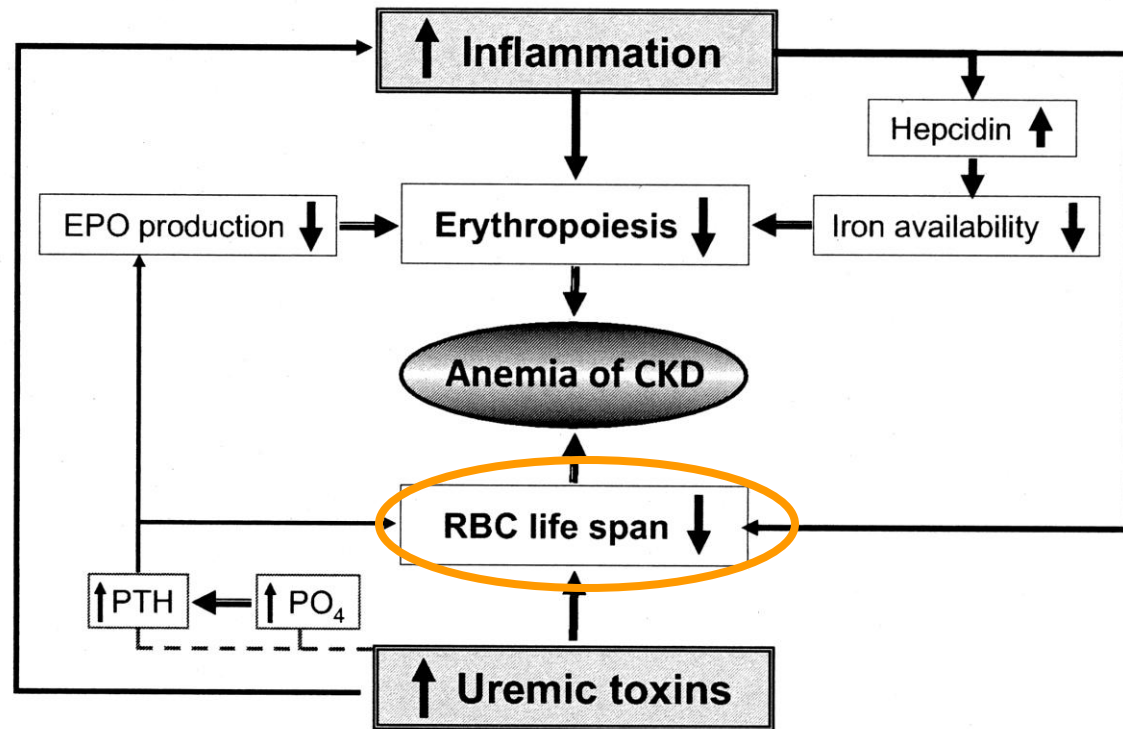 ↑ Inflammation
Hepcidin ↑
EPO production ↓
Erythropoiesis ↓
Iron availability ↓
Anemia of CKD
RBC life span ↓
↑PTH
↑PO₄
↑ Uremic toxins